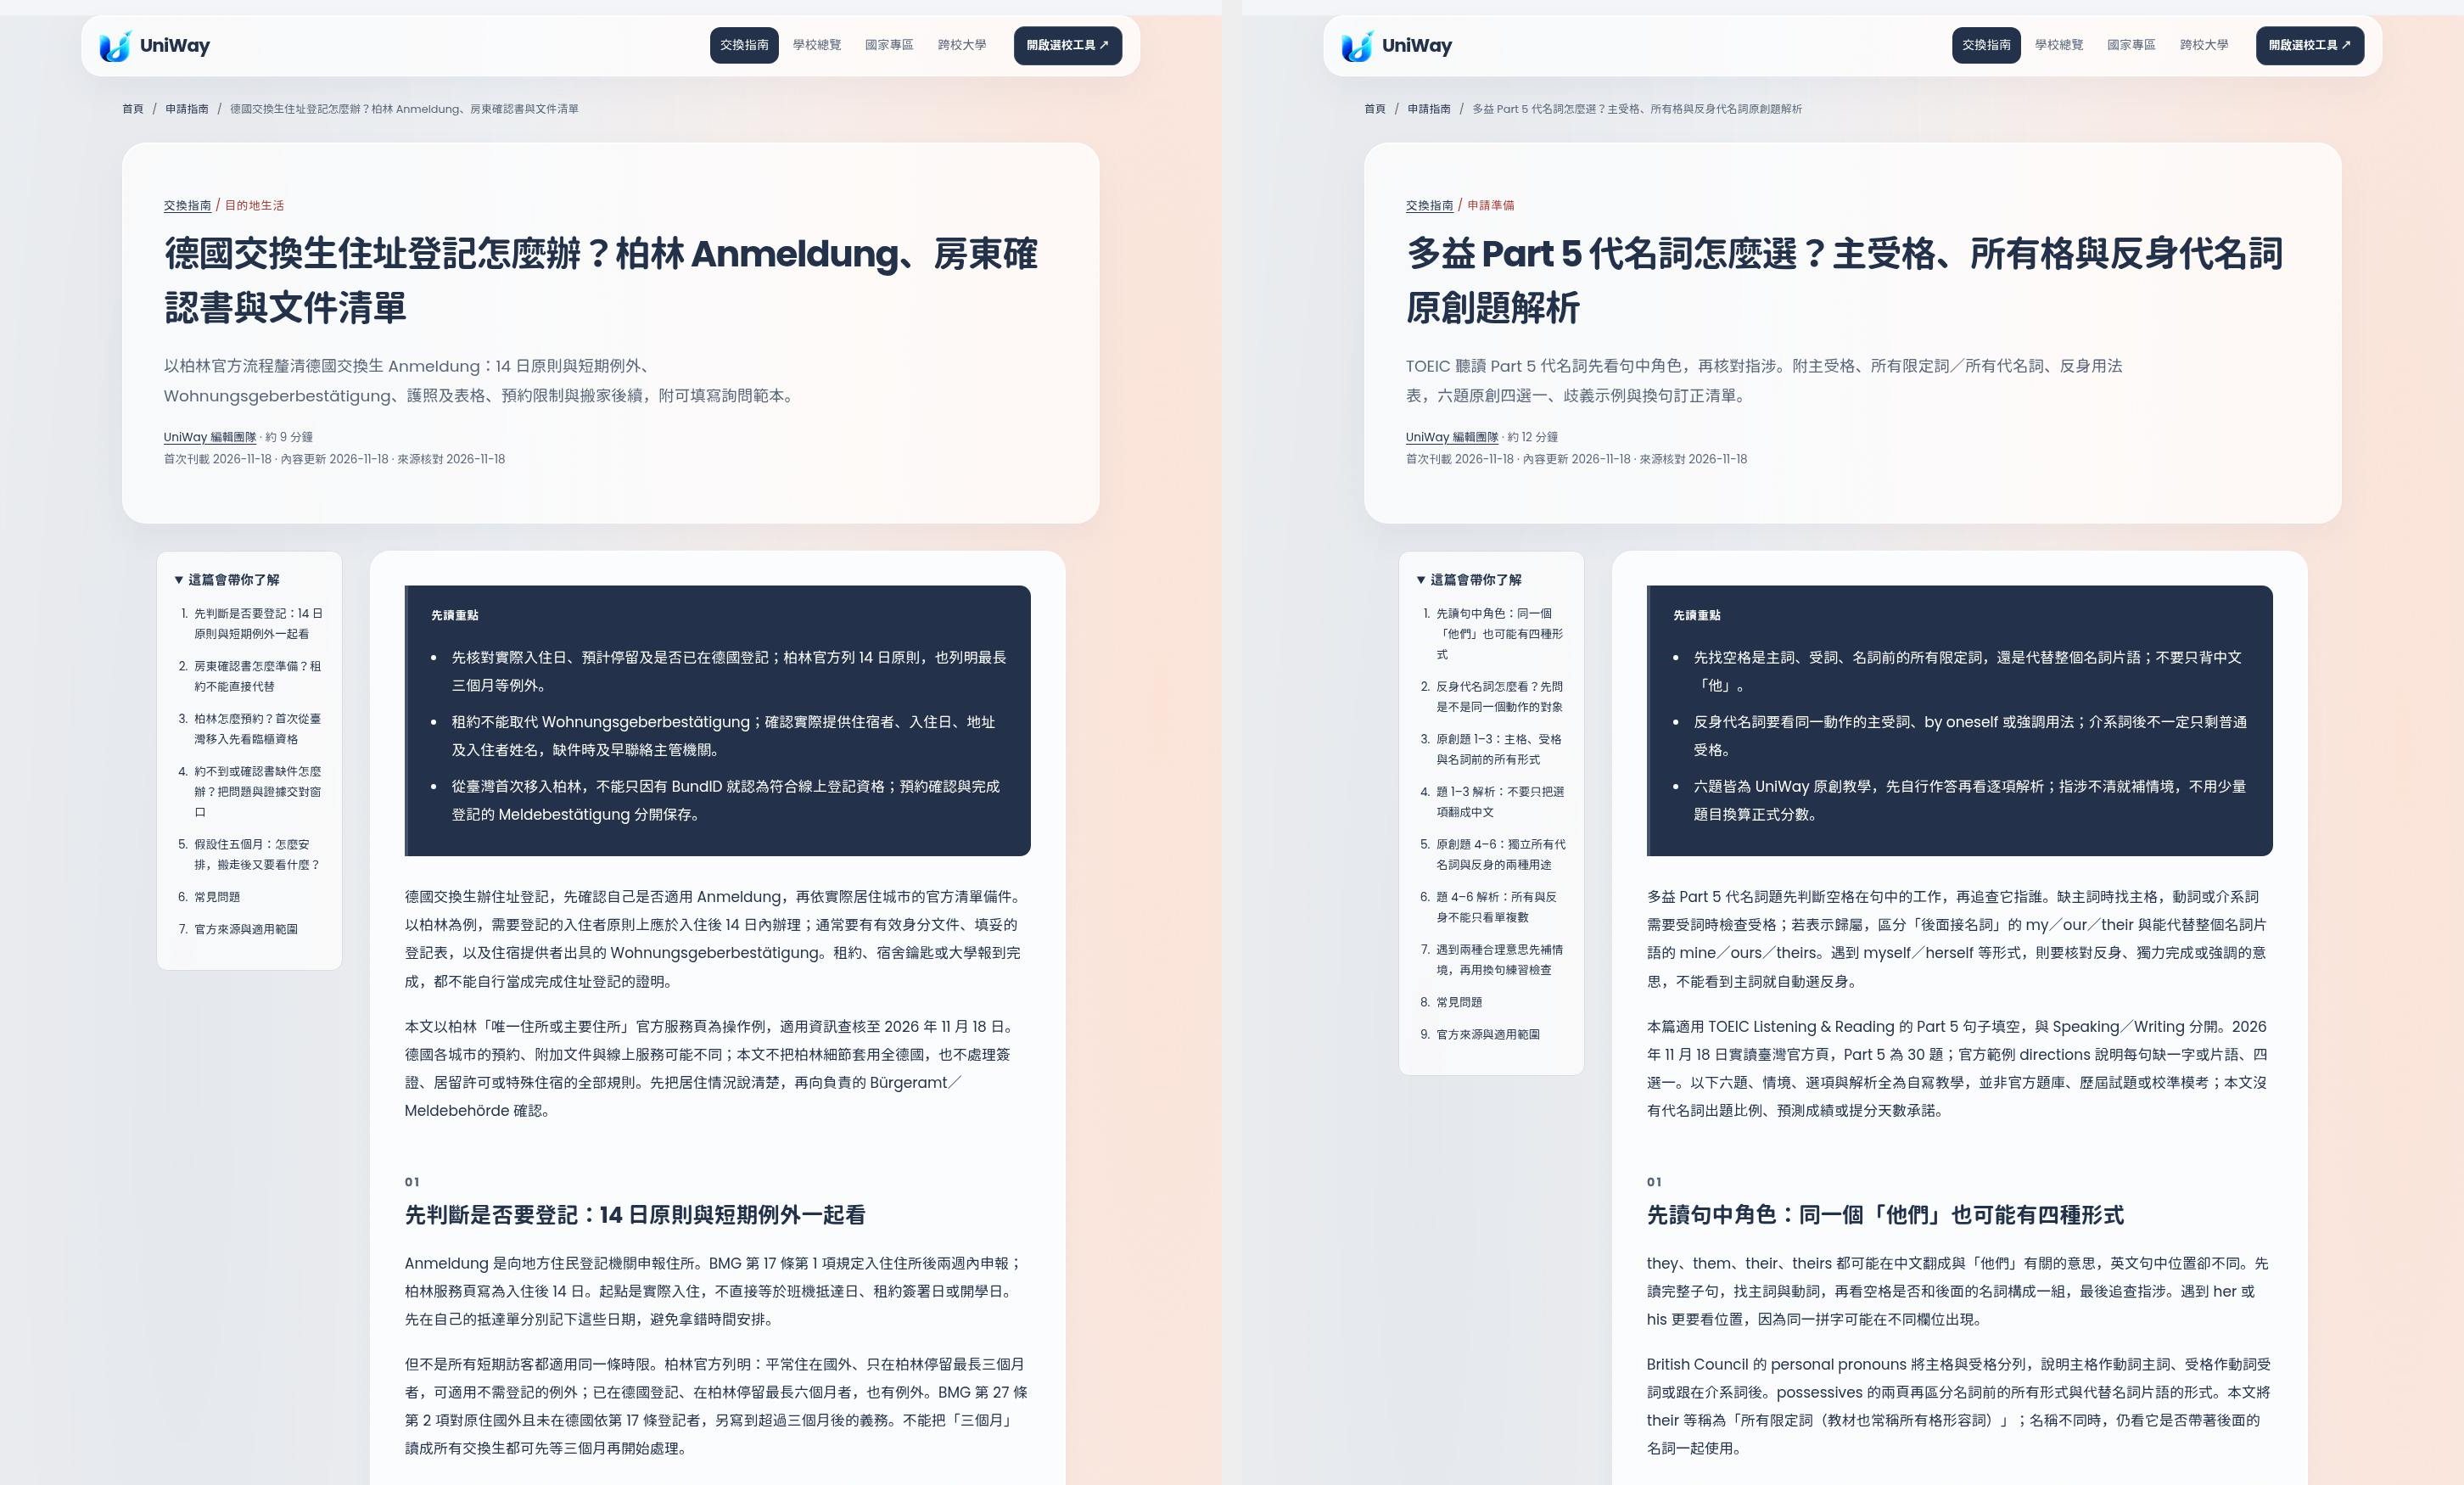 UniWay
交換指南
學校總覽
國家專區
跨校大學
開啟選校工具 ↗
首頁 / 申請指南 / 德國交換生住址登記怎麼辦？柏林 Anmeldung、房東確認書與文件清單
交換指南 / 目的地生活
德國交換生住址登記怎麼辦？柏林 Anmeldung、房東確
認書與文件清單
以柏林官方流程釐清德國交換生 Anmeldung：14 日原則與短期例外、
Wohnungsgeberbestätigung、護照及表格、預約限制與搬家後續，附可填寫詢問範本。
UniWay 編輯團隊 · 約 9 分鐘
首次刊載 2026-11-18 · 內容更新 2026-11-18 · 來源核對 2026-11-18
▼ 這篇會帶你了解
1. 先判斷是否要登記：14 日
原則與短期例外一起看
2. 房東確認書怎麼準備？租
約不能直接代替
3. 柏林怎麼預約？首次從臺
灣移入先看臨櫃資格
4. 約不到或確認書缺件怎麼
辦？把問題與證據交對窗
口
5. 假設住五個月：怎麼安
排，搬走後又要看什麼？
6. 常見問題
7. 官方來源與適用範圍
先讀重點
• 先核對實際入住日、預計停留及是否已在德國登記；柏林官方列 14 日原則，也列明最長
三個月等例外。
• 租約不能取代 Wohnungsgeberbestätigung；確認實際提供住宿者、入住日、地址
及入住者姓名，缺件時及早聯絡主管機關。
• 從臺灣首次移入柏林，不能只因有 BundID 就認為符合線上登記資格；預約確認與完成
登記的 Meldebestätigung 分開保存。
德國交換生辦住址登記，先確認自己是否適用 Anmeldung，再依實際居住城市的官方清單備件。
以柏林為例，需要登記的入住者原則上應於入住後 14 日內辦理；通常要有有效身分文件、填妥的
登記表，以及住宿提供者出具的 Wohnungsgeberbestätigung。租約、宿舍鑰匙或大學報到完
成，都不能自行當成完成住址登記的證明。
本文以柏林「唯一住所或主要住所」官方服務頁為操作例，適用資訊查核至 2026 年 11 月 18 日。
德國各城市的預約、附加文件與線上服務可能不同；本文不把柏林細節套用全德國，也不處理簽
證、居留許可或特殊住宿的全部規則。先把居住情況說清楚，再向負責的 Bürgeramt／
Meldebehörde 確認。
01
先判斷是否要登記：14 日原則與短期例外一起看
Anmeldung 是向地方住民登記機關申報住所。BMG 第 17 條第 1 項規定入住住所後兩週內申報；
柏林服務頁寫為入住後 14 日。起點是實際入住，不直接等於班機抵達日、租約簽署日或開學日。
先在自己的抵達單分別記下這些日期，避免拿錯時間安排。
但不是所有短期訪客都適用同一條時限。柏林官方列明：平常住在國外、只在柏林停留最長三個月
者，可適用不需登記的例外；已在德國登記、在柏林停留最長六個月者，也有例外。BMG 第 27 條
第 2 項對原住國外且未在德國依第 17 條登記者，另寫到超過三個月後的義務。不能把「三個月」
讀成所有交換生都可先等三個月再開始處理。
UniWay
交換指南
學校總覽
國家專區
跨校大學
開啟選校工具 ↗
首頁 / 申請指南 / 多益 Part 5 代名詞怎麼選？主受格、所有格與反身代名詞原創題解析
交換指南 / 申請準備
多益 Part 5 代名詞怎麼選？主受格、所有格與反身代名詞
原創題解析
TOEIC 聽讀 Part 5 代名詞先看句中角色，再核對指涉。附主受格、所有限定詞／所有代名詞、反身用法
表，六題原創四選一、歧義示例與換句訂正清單。
UniWay 編輯團隊 · 約 12 分鐘
首次刊載 2026-11-18 · 內容更新 2026-11-18 · 來源核對 2026-11-18
▼ 這篇會帶你了解
1. 先讀句中角色：同一個
「他們」也可能有四種形
式
2. 反身代名詞怎麼看？先問
是不是同一個動作的對象
3. 原創題 1–3：主格、受格
與名詞前的所有形式
4. 題 1–3 解析：不要只把選
項翻成中文
5. 原創題 4–6：獨立所有代
名詞與反身的兩種用途
6. 題 4–6 解析：所有與反
身不能只看單複數
7. 遇到兩種合理意思先補情
境，再用換句練習檢查
8. 常見問題
9. 官方來源與適用範圍
先讀重點
• 先找空格是主詞、受詞、名詞前的所有限定詞，還是代替整個名詞片語；不要只背中文
「他」。
• 反身代名詞要看同一動作的主受詞、by oneself 或強調用法；介系詞後不一定只剩普通
受格。
• 六題皆為 UniWay 原創教學，先自行作答再看逐項解析；指涉不清就補情境，不用少量
題目換算正式分數。
多益 Part 5 代名詞題先判斷空格在句中的工作，再追查它指誰。缺主詞時找主格，動詞或介系詞
需要受詞時檢查受格；若表示歸屬，區分「後面接名詞」的 my／our／their 與能代替整個名詞片
語的 mine／ours／theirs。遇到 myself／herself 等形式，則要核對反身、獨力完成或強調的意
思，不能看到主詞就自動選反身。
本篇適用 TOEIC Listening & Reading 的 Part 5 句子填空，與 Speaking／Writing 分開。2026
年 11 月 18 日實讀臺灣官方頁，Part 5 為 30 題；官方範例 directions 說明每句缺一字或片語、四
選一。以下六題、情境、選項與解析全為自寫教學，並非官方題庫、歷屆試題或校準模考；本文沒
有代名詞出題比例、預測成績或提分天數承諾。
01
先讀句中角色：同一個「他們」也可能有四種形式
they、them、their、theirs 都可能在中文翻成與「他們」有關的意思，英文句中位置卻不同。先
讀完整子句，找主詞與動詞，再看空格是否和後面的名詞構成一組，最後追查指涉。遇到 her 或
his 更要看位置，因為同一拼字可能在不同欄位出現。
British Council 的 personal pronouns 將主格與受格分列，說明主格作動詞主詞、受格作動詞受
詞或跟在介系詞後。possessives 的兩頁再區分名詞前的所有形式與代替名詞片語的形式。本文將
their 等稱為「所有限定詞（教材也常稱所有格形容詞）」；名稱不同時，仍看它是否帶著後面的
名詞一起使用。